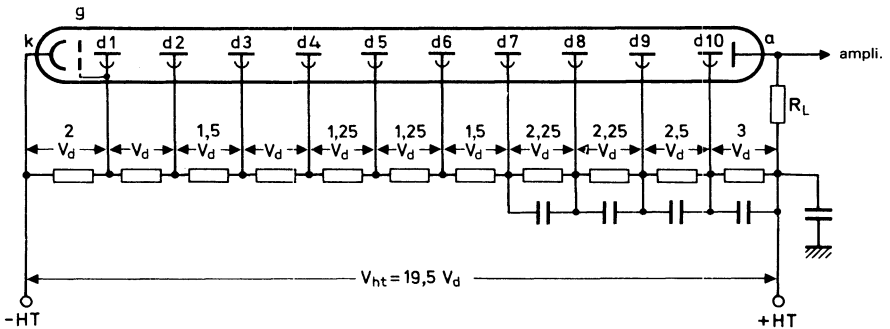 g
k d1 d2 d3 d4 d5 d6 d7 d8 d9 d10 a ampli.
R_L
2 1,5 1,25 1,25 1,5 2,25 2,25 2,5 3
V_d V_d V_d V_d V_d V_d V_d V_d V_d V_d V_d
V_ht = 19,5 V_d
-HT +HT